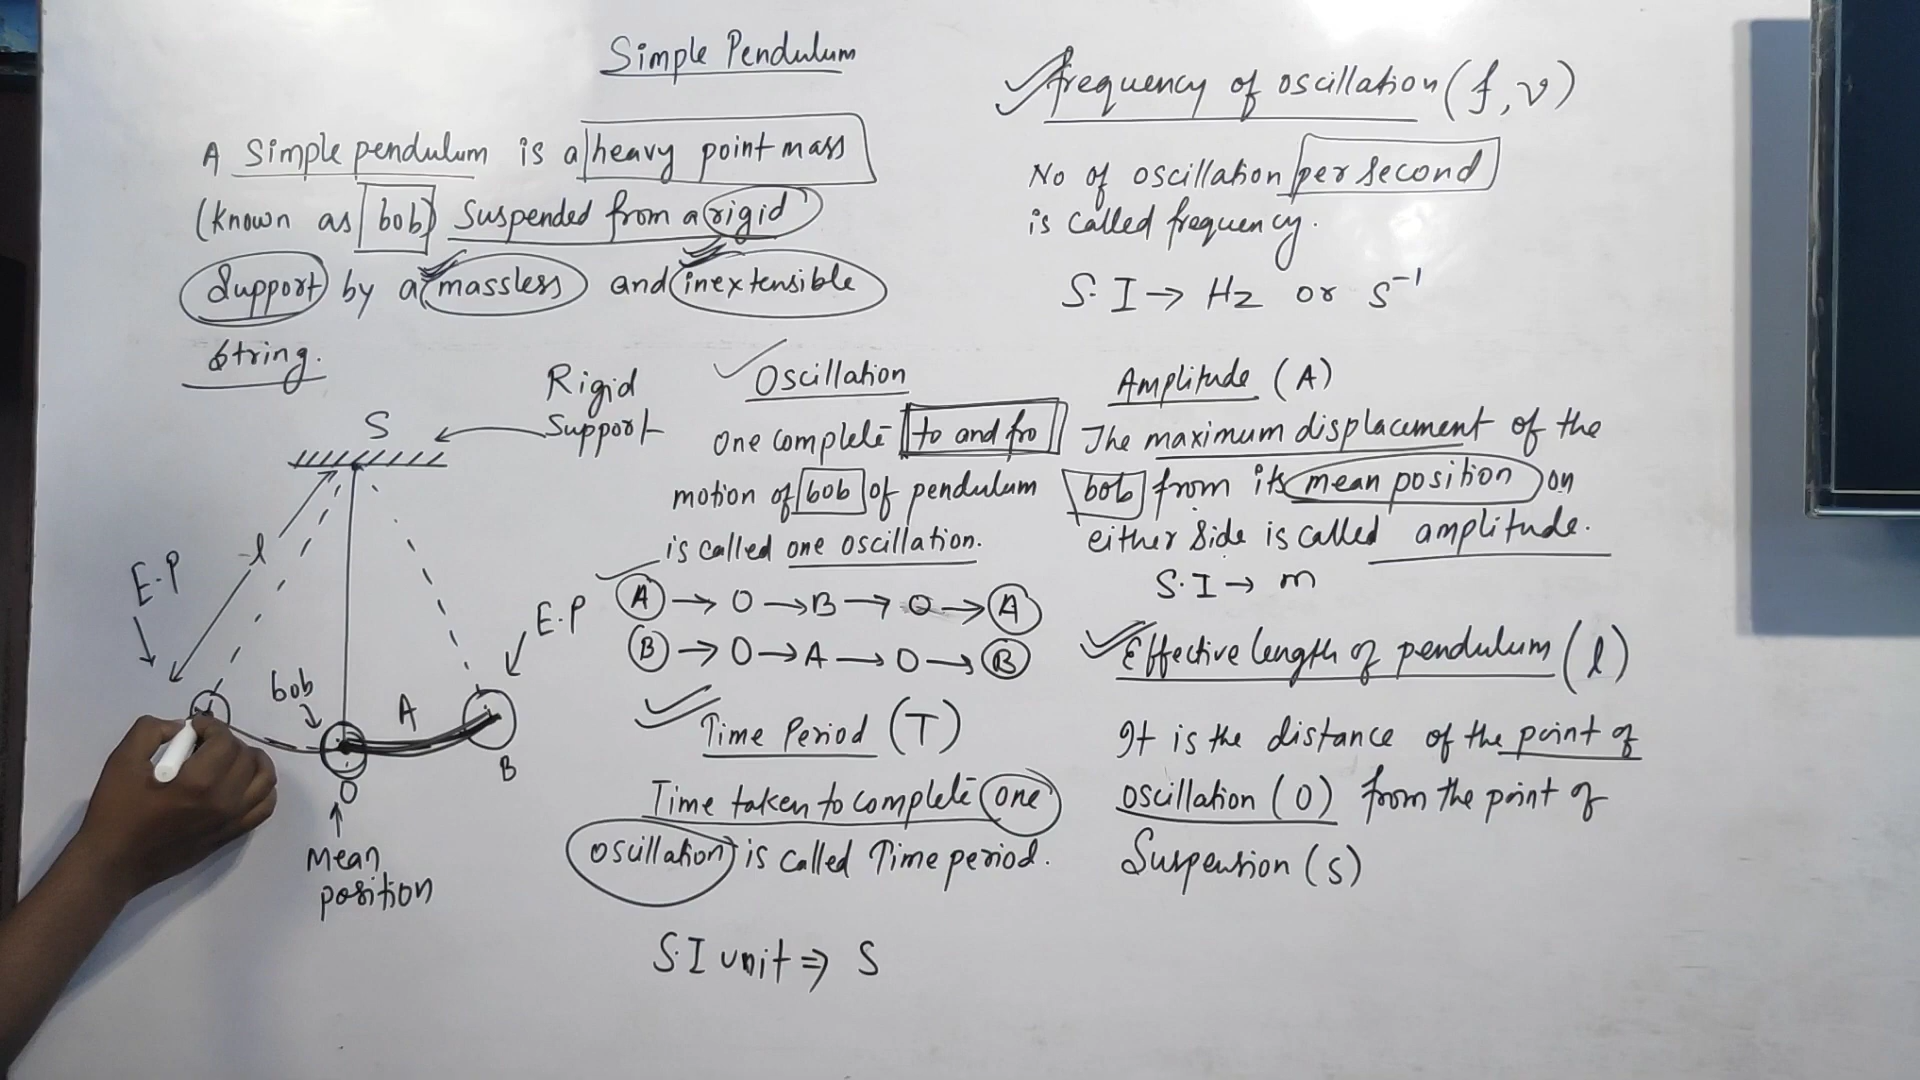 Simple Pendulum
A Simple pendulum is a heavy point mass
(known as bob) Suspended from a rigid
Support by a massless and inextensible
String.
S
Rigid
Support
l
E.P
bob
A
E.P
B
O
Mean
position
Oscillation
One complete to and fro
motion of bob of pendulum
is called one oscillation.
A → O → B → O → A
B → O → A → O → B
Time Period (T)
Time taken to complete one
oscillation is called Time period.
S.I unit ⇒ S
frequency of oscillation (f, ν)
No of oscillation per second
is called frequency.
S.I → Hz or s⁻¹
Amplitude (A)
The maximum displacement of the
bob from its mean position on
either side is called amplitude.
S.I → m
Effective length of pendulum (l)
It is the distance of the point of
oscillation (O) from the point of
Suspension (S)